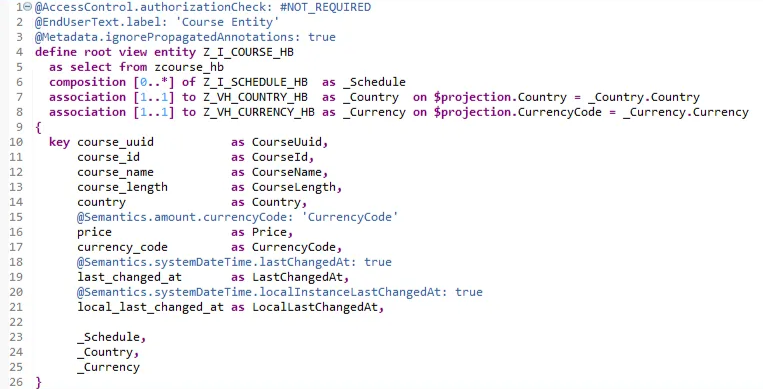 1 @AccessControl.authorizationCheck: #NOT_REQUIRED
2 @EndUserText.label: 'Course Entity'
3 @Metadata.ignorePropagatedAnnotations: true
4 define root view entity Z_I_COURSE_HB
5   as select from zcourse_hb
6   composition [0..*] of Z_I_SCHEDULE_HB  as _Schedule
7   association [1..1] to Z_VH_COUNTRY_HB  as _Country  on $projection.Country = _Country.Country
8   association [1..1] to Z_VH_CURRENCY_HB as _Currency on $projection.CurrencyCode = _Currency.Currency
9 {
10   key course_uuid           as CourseUuid,
11       course_id             as CourseId,
12       course_name           as CourseName,
13       course_length         as CourseLength,
14       country               as Country,
15       @Semantics.amount.currencyCode: 'CurrencyCode'
16       price                 as Price,
17       currency_code         as CurrencyCode,
18       @Semantics.systemDateTime.lastChangedAt: true
19       last_changed_at       as LastChangedAt,
20       @Semantics.systemDateTime.localInstanceLastChangedAt: true
21       local_last_changed_at as LocalLastChangedAt,
22
23       _Schedule,
24       _Country,
25       _Currency
26 }